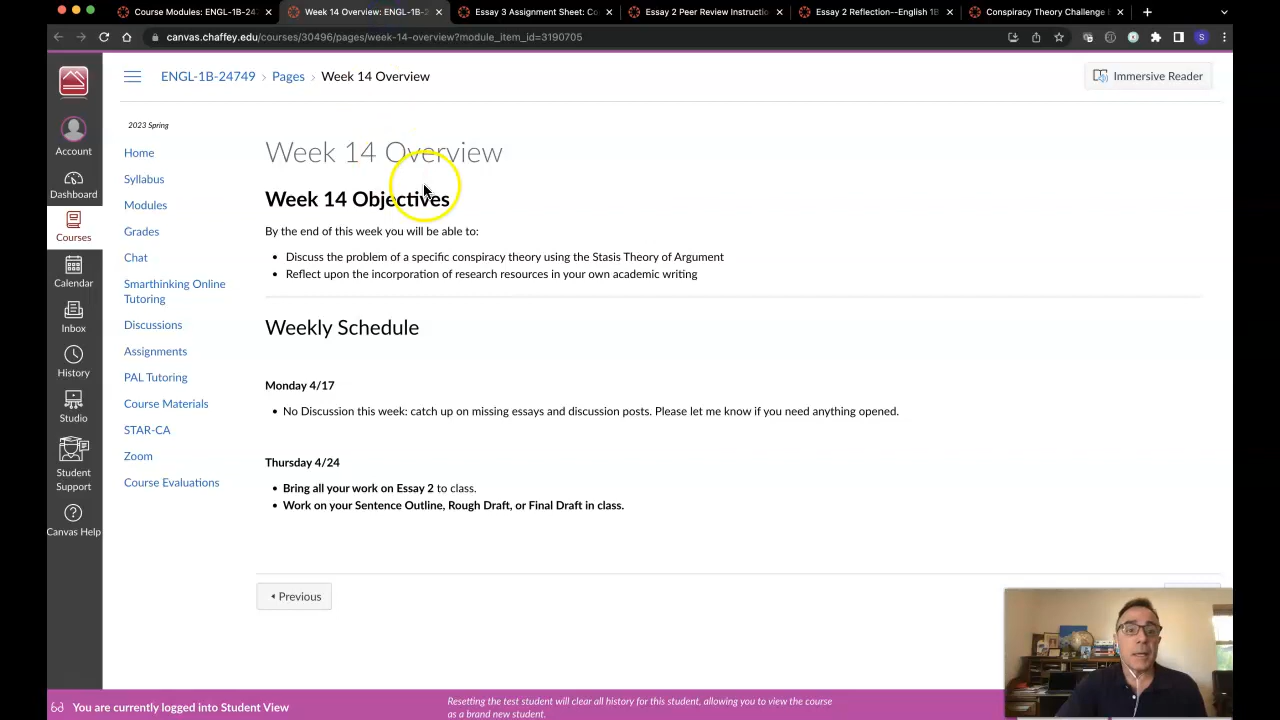 Course Modules: ENGL-1B-24
Week 14 Overview: ENGL-1B-2
Essay 3 Assignment Sheet: Co
Essay 2 Peer Review Instructio
Essay 2 Reflection--English 1B
Conspiracy Theory Challenge
canvas.chaffey.edu/courses/30496/pages/week-14-overview?module_item_id=3190705
S
ENGL-1B-24749 > Pages > Week 14 Overview
Immersive Reader
Account
Dashboard
Courses
Calendar
Inbox
History
Studio
Student Support
Canvas Help
2023 Spring
Home
Syllabus
Modules
Grades
Chat
Smarthinking Online
Tutoring
Discussions
Assignments
PAL Tutoring
Course Materials
STAR-CA
Zoom
Course Evaluations
Week 14 Overview
Week 14 Objectives
By the end of this week you will be able to:
• Discuss the problem of a specific conspiracy theory using the Stasis Theory of Argument
• Reflect upon the incorporation of research resources in your own academic writing
Weekly Schedule
Monday 4/17
• No Discussion this week: catch up on missing essays and discussion posts. Please let me know if you need anything opened.
Thursday 4/24
• Bring all your work on Essay 2 to class.
• Work on your Sentence Outline, Rough Draft, or Final Draft in class.
Previous
You are currently logged into Student View
Resetting the test student will clear all history for this student, allowing you to view the course
as a brand new student.